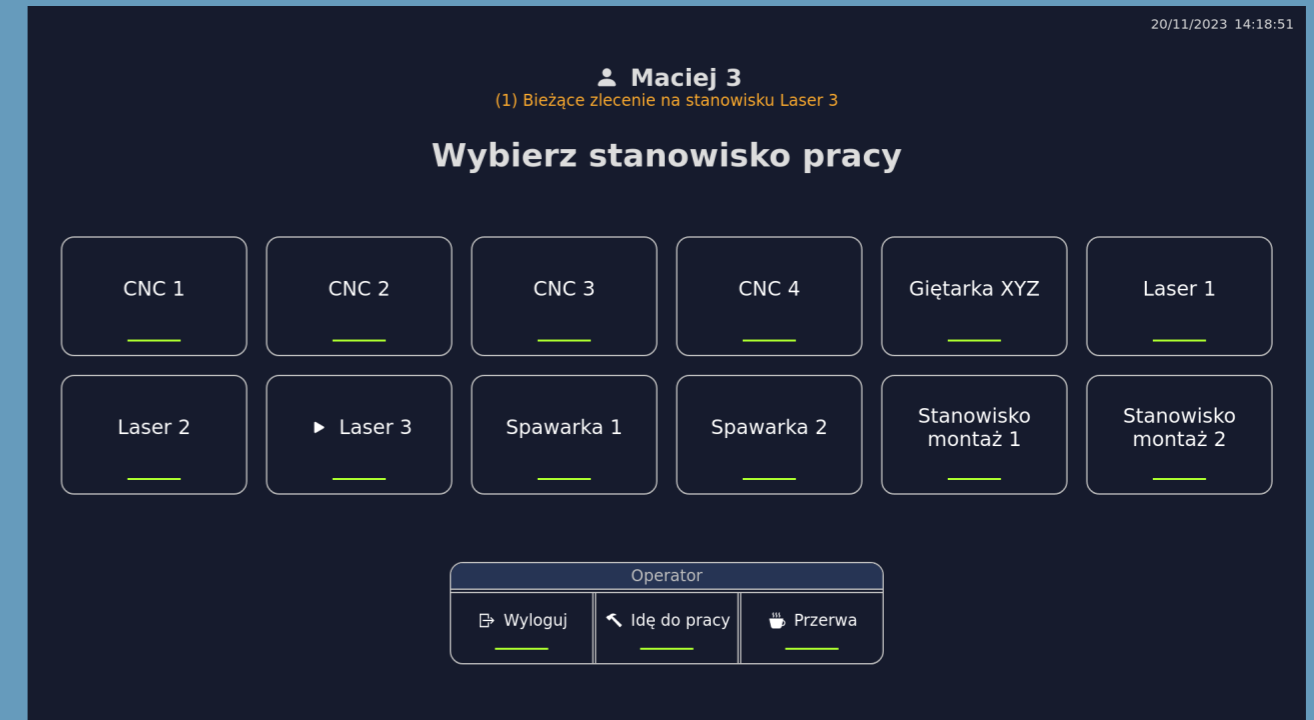 20/11/2023 14:18:51
Maciej 3
(1) Bieżące zlecenie na stanowisku Laser 3
Wybierz stanowisko pracy
CNC 1
CNC 2
CNC 3
CNC 4
Giętarka XYZ
Laser 1
Laser 2
Laser 3
Spawarka 1
Spawarka 2
Stanowisko
montaż 1
Stanowisko
montaż 2
Operator
Wyloguj
Idę do pracy
Przerwa